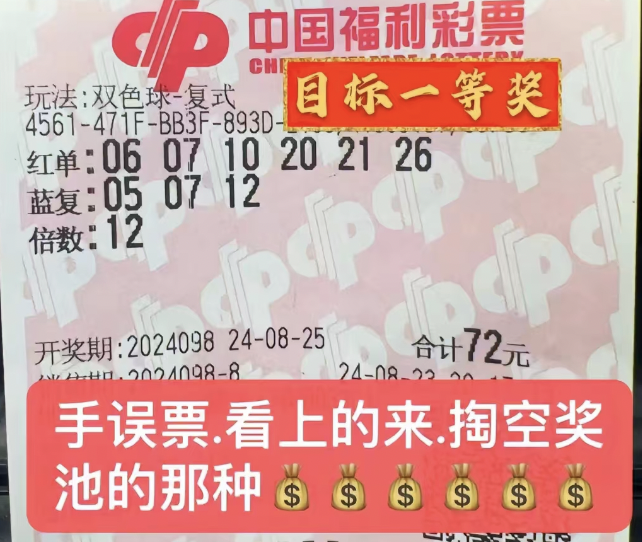 中国福利彩票
玩法:双色球-复式
目标一等奖
4561-471F-BB3F-893D-
红单:06 07 10 20 21 26
蓝复:05 07 12
倍数:12
开奖期:2024098 24-08-25 合计72元
手误票.看上的来.掏空奖
池的那种💰💰💰💰💰💰